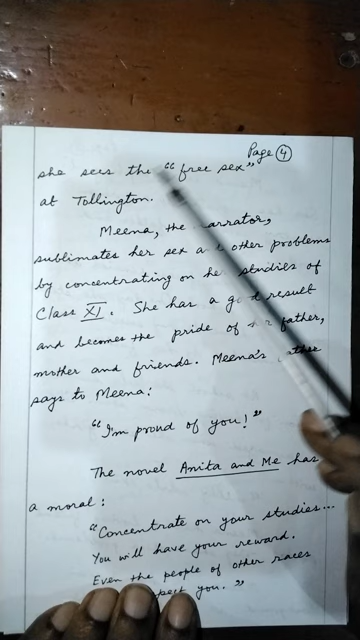 Page 4
she sees the "free sex"
at Tollington.
Meena, the
sublimates her sex other problems
by concentrating on studies of
Class XI. She has a result
and becomes the pride of father,
mother and friends. Meena's
says to Meena:
"I'm proud of you!"
The novel Anita and Me has
a moral:
"Concentrate on your studies...
You will have your reward.
Even the people of other races
you."